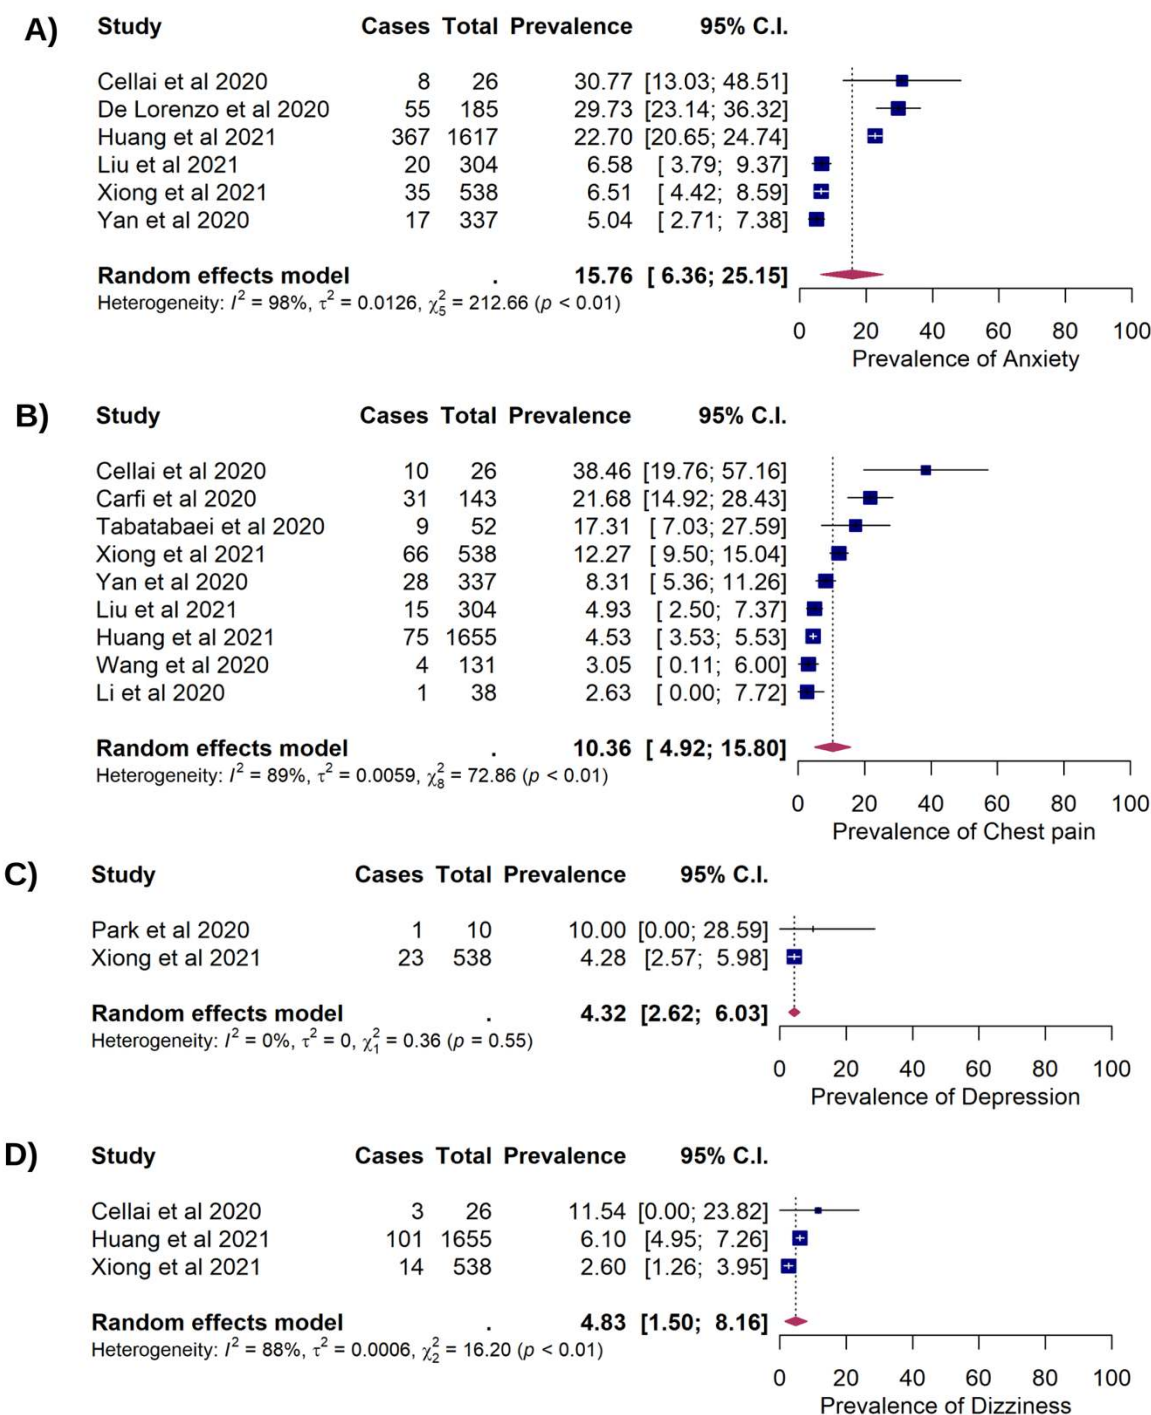 A) Study Cases Total Prevalence 95% C.I.
Cellai et al 2020 8 26 30.77 [13.03; 48.51]
De Lorenzo et al 2020 55 185 29.73 [23.14; 36.32]
Huang et al 2021 367 1617 22.70 [20.65; 24.74]
Liu et al 2021 20 304 6.58 [ 3.79; 9.37]
Xiong et al 2021 35 538 6.51 [ 4.42; 8.59]
Yan et al 2020 17 337 5.04 [ 2.71; 7.38]
Random effects model . 15.76 [ 6.36; 25.15]
Heterogeneity: I² = 98%, τ² = 0.0126, χ²₅ = 212.66 (p < 0.01)
0 20 40 60 80 100
Prevalence of Anxiety
B) Study Cases Total Prevalence 95% C.I.
Cellai et al 2020 10 26 38.46 [19.76; 57.16]
Carfi et al 2020 31 143 21.68 [14.92; 28.43]
Tabatabaei et al 2020 9 52 17.31 [ 7.03; 27.59]
Xiong et al 2021 66 538 12.27 [ 9.50; 15.04]
Yan et al 2020 28 337 8.31 [ 5.36; 11.26]
Liu et al 2021 15 304 4.93 [ 2.50; 7.37]
Huang et al 2021 75 1655 4.53 [ 3.53; 5.53]
Wang et al 2020 4 131 3.05 [ 0.11; 6.00]
Li et al 2020 1 38 2.63 [ 0.00; 7.72]
Random effects model . 10.36 [ 4.92; 15.80]
Heterogeneity: I² = 89%, τ² = 0.0059, χ²₈ = 72.86 (p < 0.01)
0 20 40 60 80 100
Prevalence of Chest pain
C) Study Cases Total Prevalence 95% C.I.
Park et al 2020 1 10 10.00 [0.00; 28.59]
Xiong et al 2021 23 538 4.28 [2.57; 5.98]
Random effects model . 4.32 [2.62; 6.03]
Heterogeneity: I² = 0%, τ² = 0, χ²₁ = 0.36 (p = 0.55)
0 20 40 60 80 100
Prevalence of Depression
D) Study Cases Total Prevalence 95% C.I.
Cellai et al 2020 3 26 11.54 [0.00; 23.82]
Huang et al 2021 101 1655 6.10 [4.95; 7.26]
Xiong et al 2021 14 538 2.60 [1.26; 3.95]
Random effects model . 4.83 [1.50; 8.16]
Heterogeneity: I² = 88%, τ² = 0.0006, χ²₂ = 16.20 (p < 0.01)
0 20 40 60 80 100
Prevalence of Dizziness